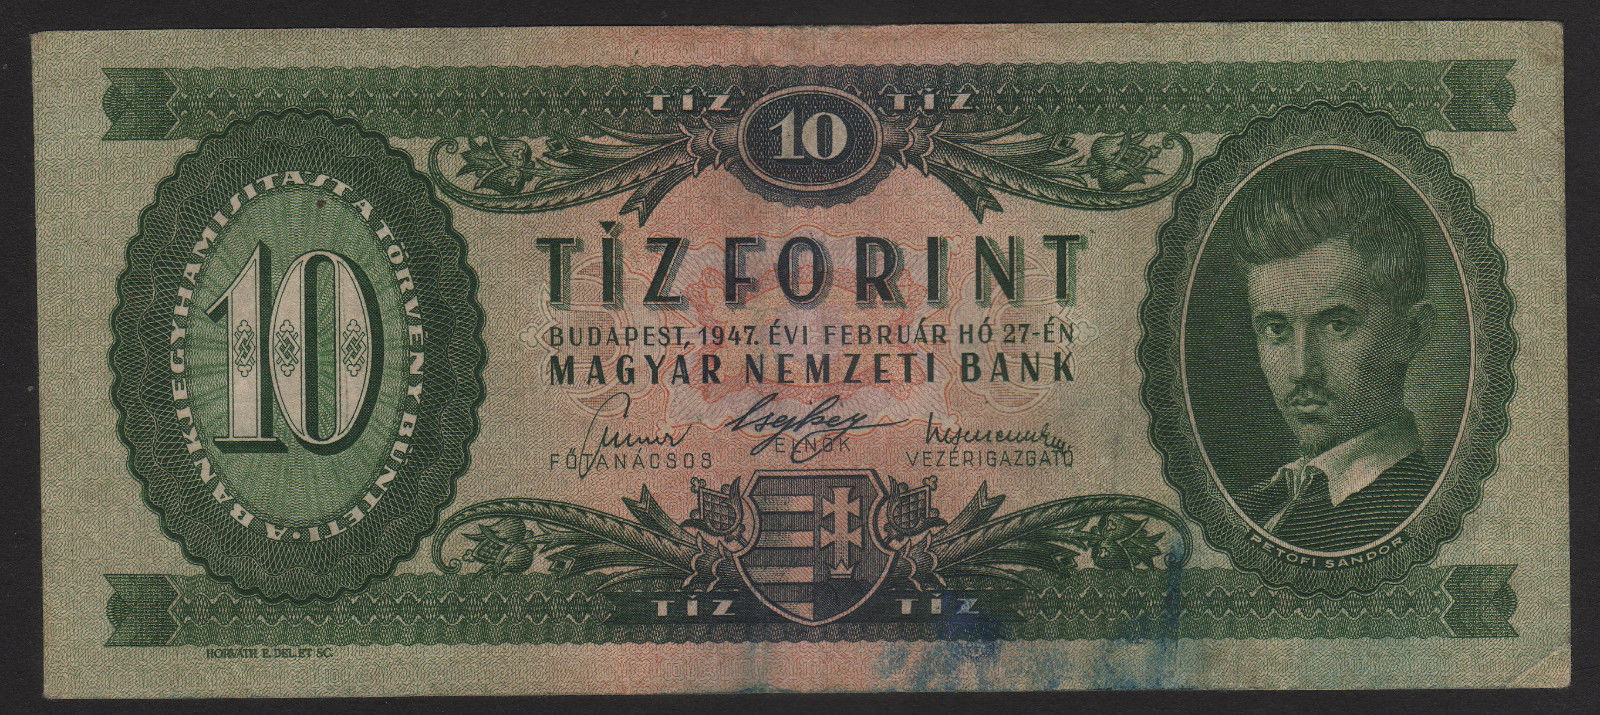 TÍZ 10 TÍZ
A BANKJEGYHAMISÍTÁST A TÖRVÉNY BÜNTETI •
10
TÍZ FORINT
BUDAPEST, 1947. ÉVI FEBRUÁR HÓ 27-ÉN
MAGYAR NEMZETI BANK
FŐTANÁCSOS ELNÖK VEZÉRIGAZGATÓ
PETŐFI SÁNDOR
TÍZ TÍZ
HORVÁTH E. DEL. ET SC.